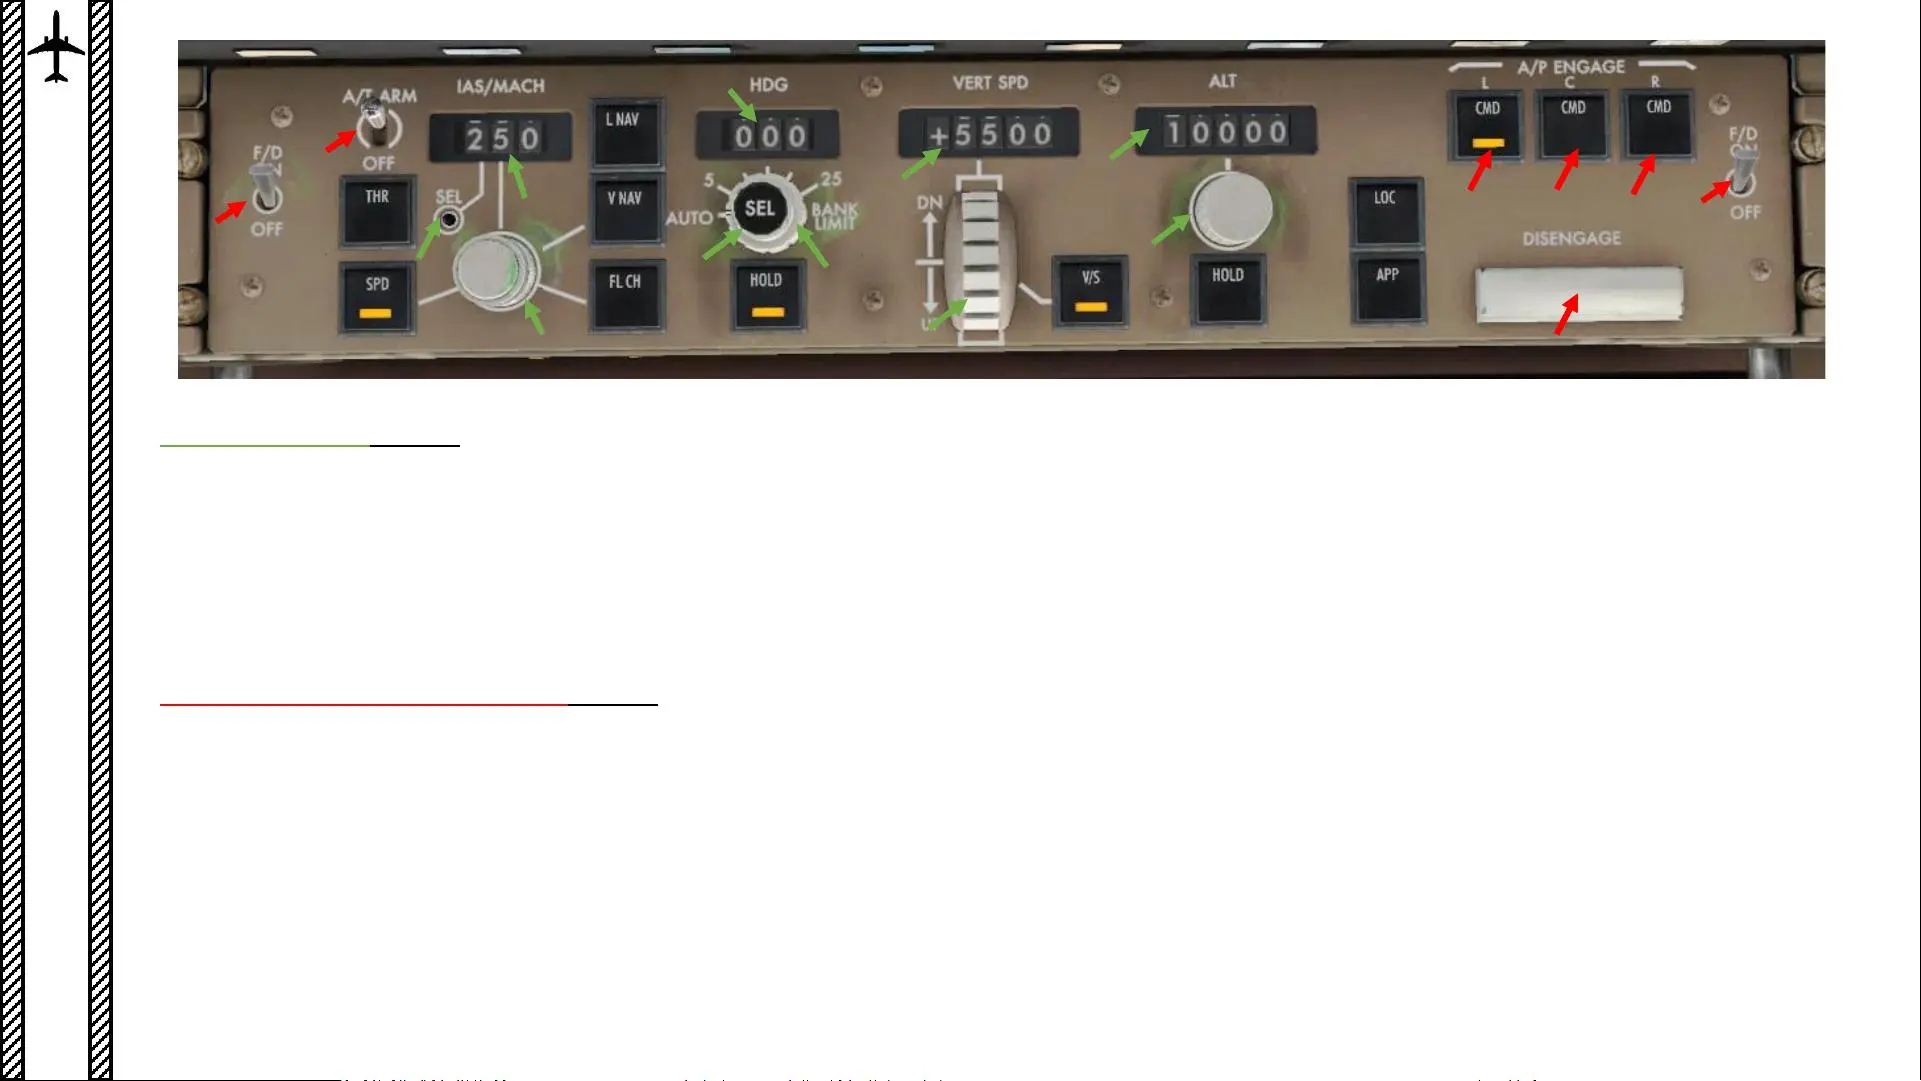 A/T ARM
OFF
F/D
ON
OFF
THR
SPD
IAS/MACH
250
SEL
L NAV
V NAV
FL CH
HDG
000
5
25
AUTO
SEL
BANK
LIMIT
HOLD
VERT SPD
+5500
DN
V/S
ALT
10000
HOLD
LOC
APP
A/P ENGAGE
L C R
CMD CMD CMD
DISENGAGE
F/D
ON
OFF